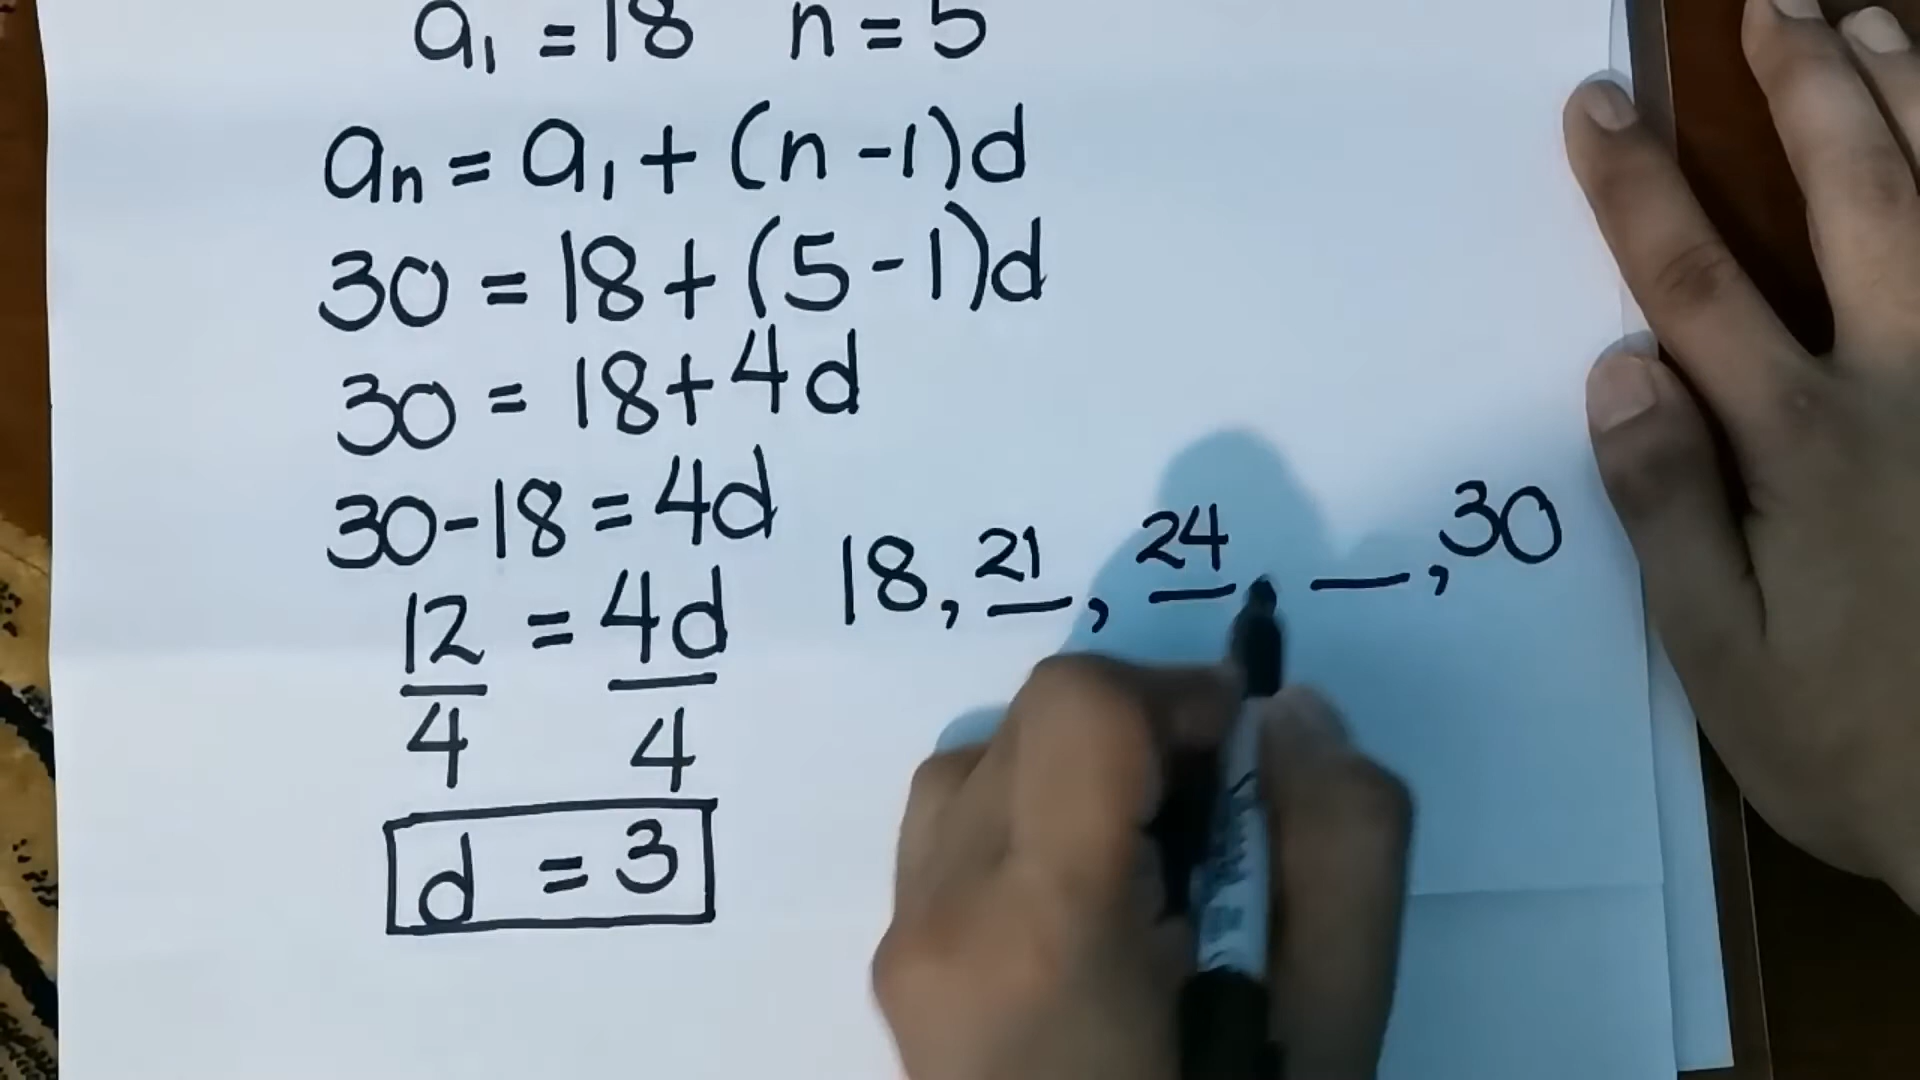 a₁ = 18 n = 5
aₙ = a₁ + (n - 1)d
30 = 18 + (5 - 1)d
30 = 18 + 4d
30 - 18 = 4d
18, 21, 24, __, 30
12 = 4d
4 4
d = 3